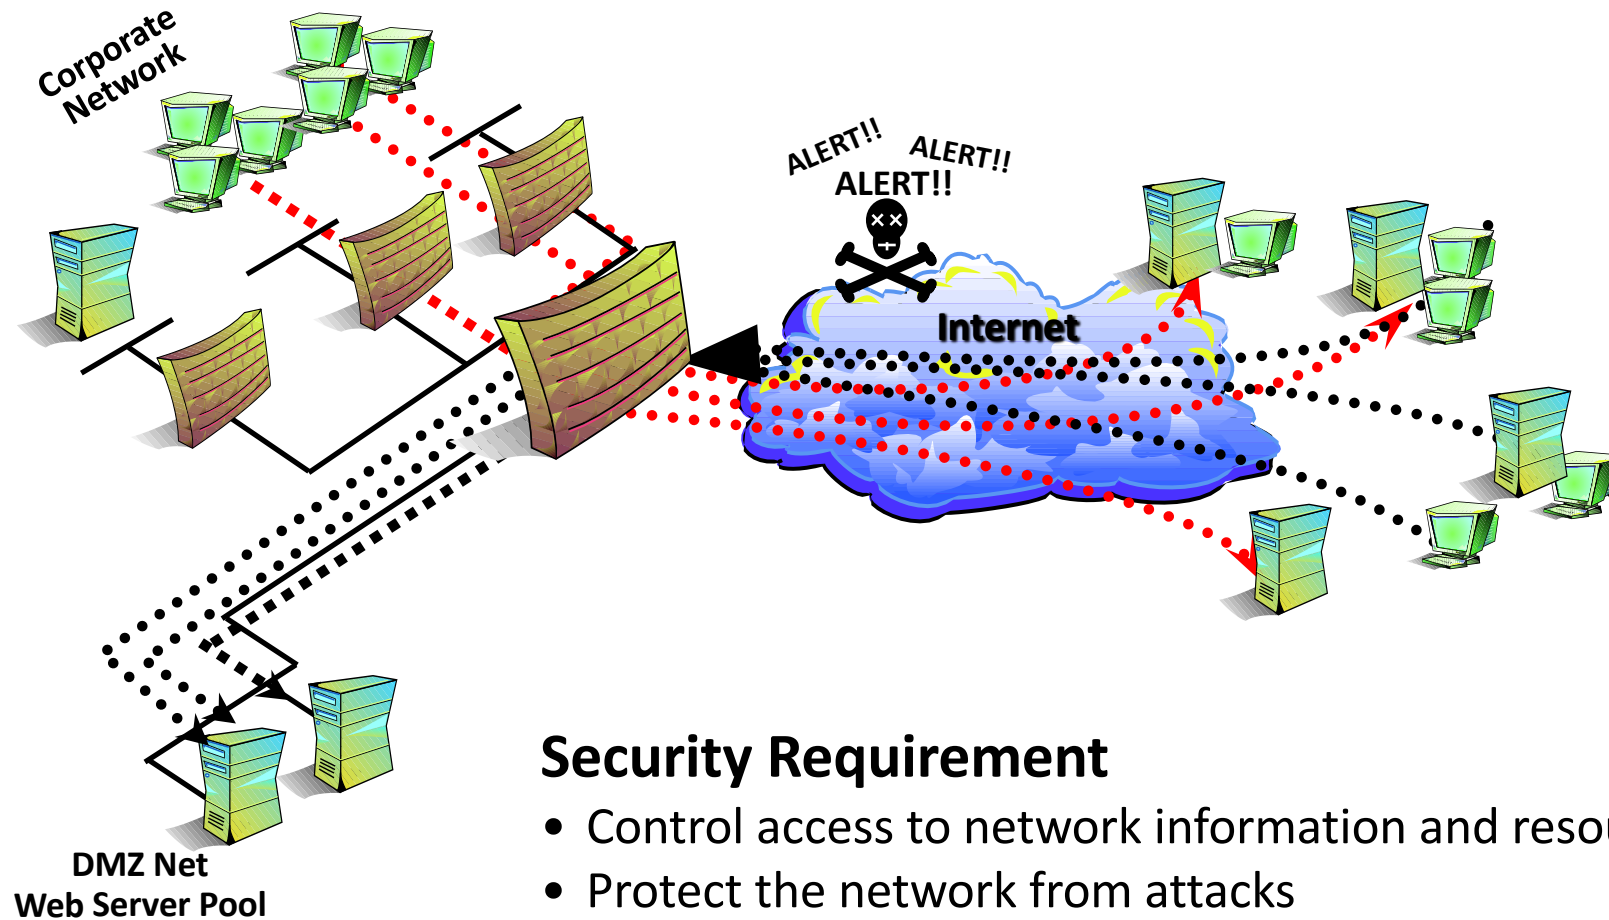 Corporate
Network
ALERT!!
ALERT!!
ALERT!!
Internet
Security Requirement
• Control access to network information and
• Protect the network from attacks
DMZ Net
Web Server Pool